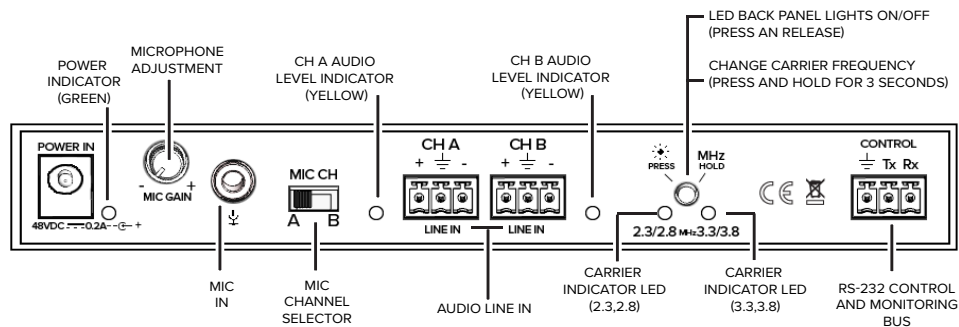 LED BACK PANEL LIGHTS ON/OFF
(PRESS AN RELEASE)
CHANGE CARRIER FREQUENCY
(PRESS AND HOLD FOR 3 SECONDS)
POWER
INDICATOR
(GREEN)
MICROPHONE
ADJUSTMENT
CH A AUDIO
LEVEL INDICATOR
(YELLOW)
CH B AUDIO
LEVEL INDICATOR
(YELLOW)
POWER IN
48VDC 0.2A - +
- +
MIC GAIN
MIC CH
A B
CH A
+ -
LINE IN
CH B
+ -
LINE IN
PRESS
MHz
HOLD
2.3/2.8 MHz 3.3/3.8
CE
CONTROL
Tx Rx
MIC
IN
MIC
CHANNEL
SELECTOR
AUDIO LINE IN
CARRIER
INDICATOR LED
(2.3,2.8)
CARRIER
INDICATOR LED
(3.3,3.8)
RS-232 CONTROL
AND MONITORING
BUS